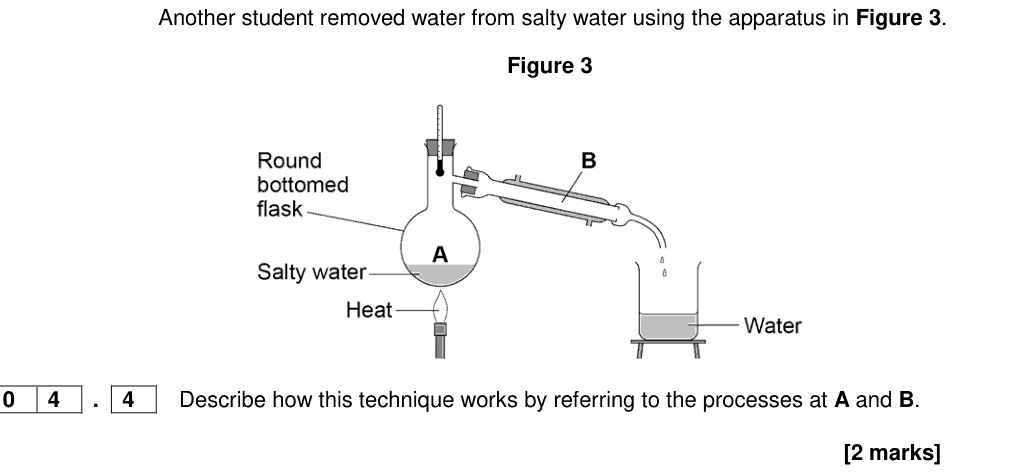 Another student removed water from salty water using the apparatus in Figure 3.
Figure 3
Round
bottomed
flask
B
A
Salty water
Heat
Water
0 4 . 4 Describe how this technique works by referring to the processes at A and B.
[2 marks]